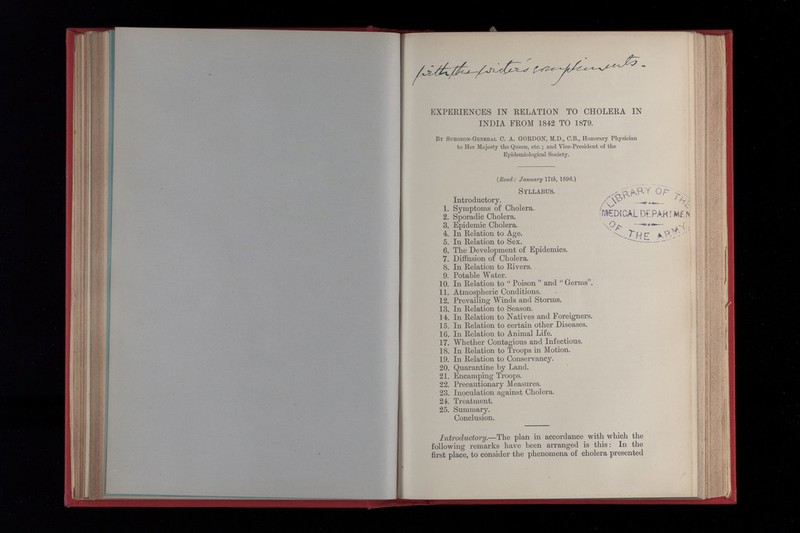 With the writer's compliments.
EXPERIENCES IN RELATION TO CHOLERA IN
INDIA FROM 1842 TO 1879.
By Surgeon-General C. A. GORDON, M.D., C.B., Honorary Physician
to Her Majesty the Queen, etc.; and Vice-President of the
Epidemiological Society.
(Read: January 17th, 1896.)
Syllabus.
Introductory.
1. Symptoms of Cholera.
2. Sporadic Cholera.
3. Epidemic Cholera.
4. In Relation to Age.
5. In Relation to Sex.
6. The Development of Epidemics.
7. Diffusion of Cholera.
8. In Relation to Rivers.
9. Potable Water.
10. In Relation to “ Poison ” and “ Germs”.
11. Atmospheric Conditions.
12. Prevailing Winds and Storms.
13. In Relation to Season.
14. In Relation to Natives and Foreigners.
15. In Relation to certain other Diseases.
16. In Relation to Animal Life.
17. Whether Contagious and Infectious.
18. In Relation to Troops in Motion.
19. In Relation to Conservancy.
20. Quarantine by Land.
21. Encamping Troops.
22. Precautionary Measures.
23. Inoculation against Cholera.
24. Treatment.
25. Summary.
Conclusion.
LIBRARY OF THE
MEDICAL DEPARTMEN
OF THE ARMY
Introductory.—The plan in accordance with which the
following remarks have been arranged is this: In the
first place, to consider the phenomena of cholera presented